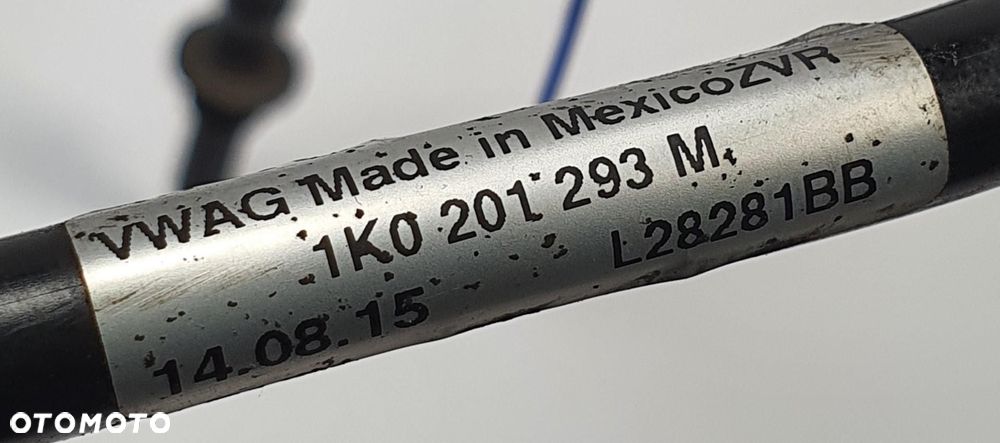 VWAG Made in MexicoZVR
1K0 201 293 M
14.08.15 L28281BB
OTOMOTO